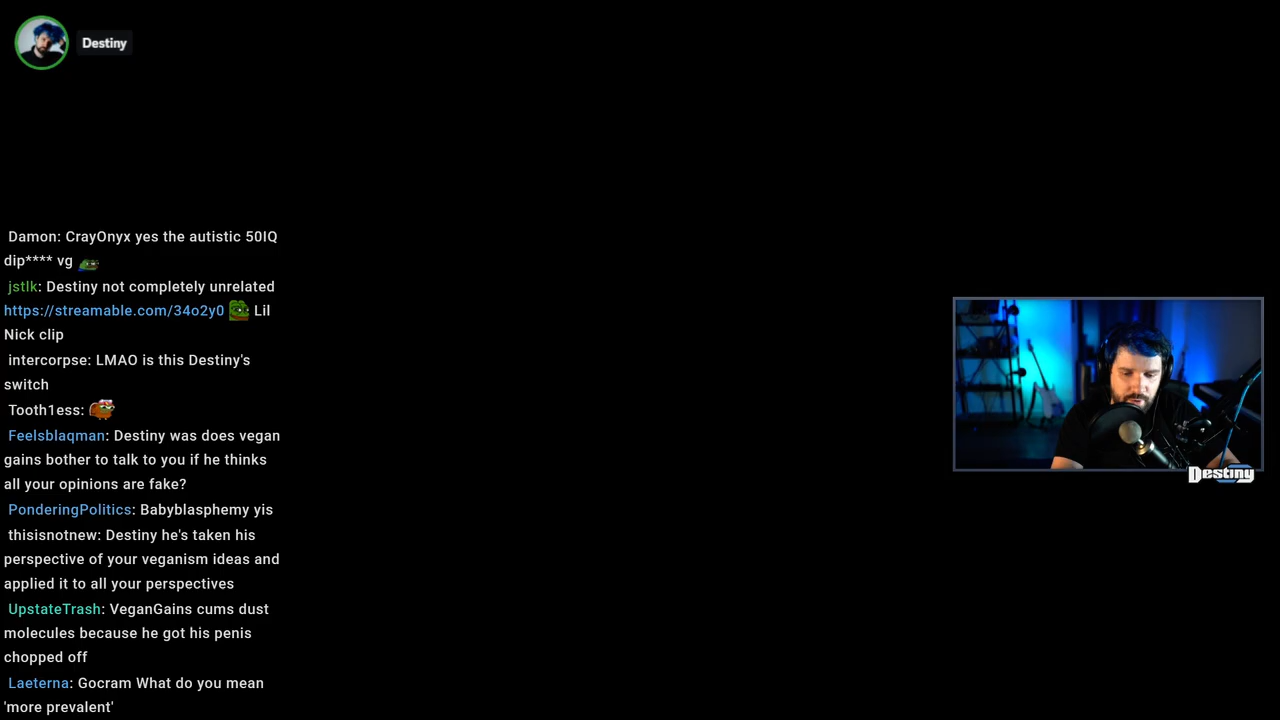 Destiny
Damon: CrayOnyx yes the autistic 50IQ
dip**** vg
jstlk: Destiny not completely unrelated
https://streamable.com/34o2y0 Lil
Nick clip
intercorpse: LMAO is this Destiny's
switch
Tooth1ess:
Feelsblaqman: Destiny was does vegan
gains bother to talk to you if he thinks
all your opinions are fake?
PonderingPolitics: Babyblasphemy yis
thisisnotnew: Destiny he's taken his
perspective of your veganism ideas and
applied it to all your perspectives
UpstateTrash: VeganGains cums dust
molecules because he got his penis
chopped off
Laeterna: Gocram What do you mean
'more prevalent'
Destiny